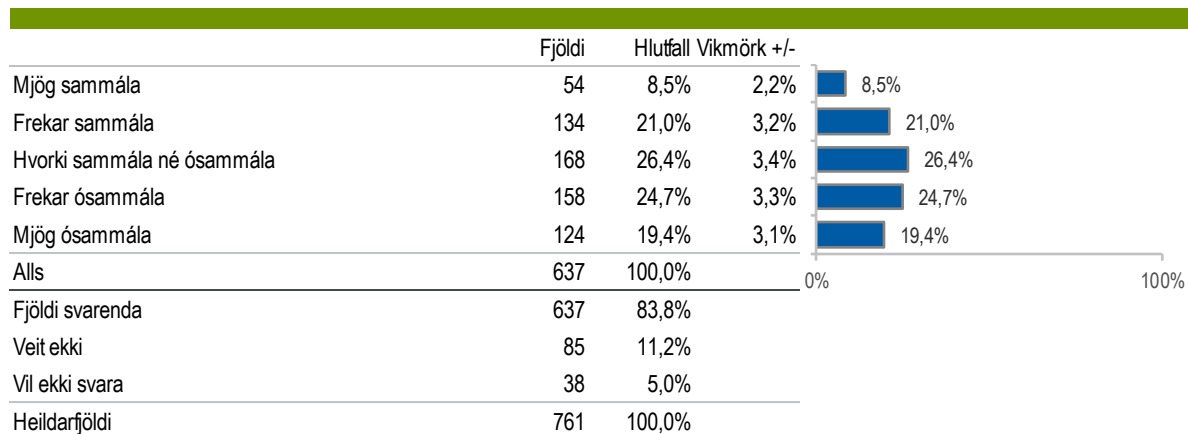 Fjöldi Hlutfall Vikmörk +/-
Mjög sammála 54 8,5% 2,2% 8,5%
Frekar sammála 134 21,0% 3,2% 21,0%
Hvorki sammála né ósammála 168 26,4% 3,4% 26,4%
Frekar ósammála 158 24,7% 3,3% 24,7%
Mjög ósammála 124 19,4% 3,1% 19,4%
Alls 637 100,0% 0% 100%
Fjöldi svarenda 637 83,8%
Veit ekki 85 11,2%
Vil ekki svara 38 5,0%
Heildarfjöldi 761 100,0%